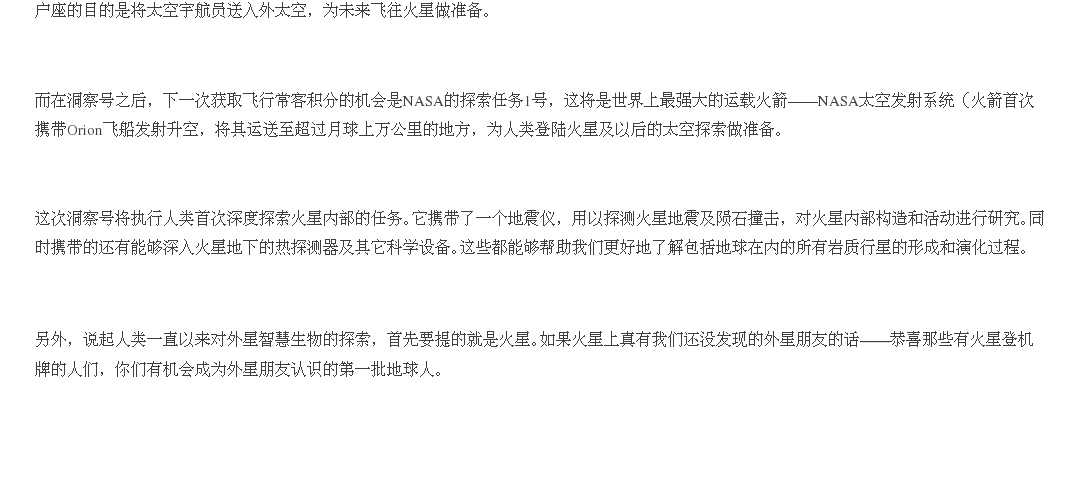 户座的目的是将太空宇航员送入外太空，为未来飞往火星做准备。
而在洞察号之后，下一次获取飞行常客积分的机会是NASA的探索任务1号，这将是世界上最强大的运载火箭——NASA太空发射系统（火箭首次
携带Orion飞船发射升空，将其运送至超过月球上万公里的地方，为人类登陆火星及以后的太空探索做准备。
这次洞察号将执行人类首次深度探索火星内部的任务。它携带了一个地震仪，用以探测火星地震及陨石撞击，对火星内部构造和活动进行研究。同
时携带的还有能够深入火星地下的热探测器及其它科学设备。这些都能够帮助我们更好地了解包括地球在内的所有岩质行星的形成和演化过程。
另外，说起人类一直以来对外星智慧生物的探索，首先要提的就是火星。如果火星上真有我们还没发现的外星朋友的话——恭喜那些有火星登机
牌的人们，你们有机会成为外星朋友认识的第一批地球人。